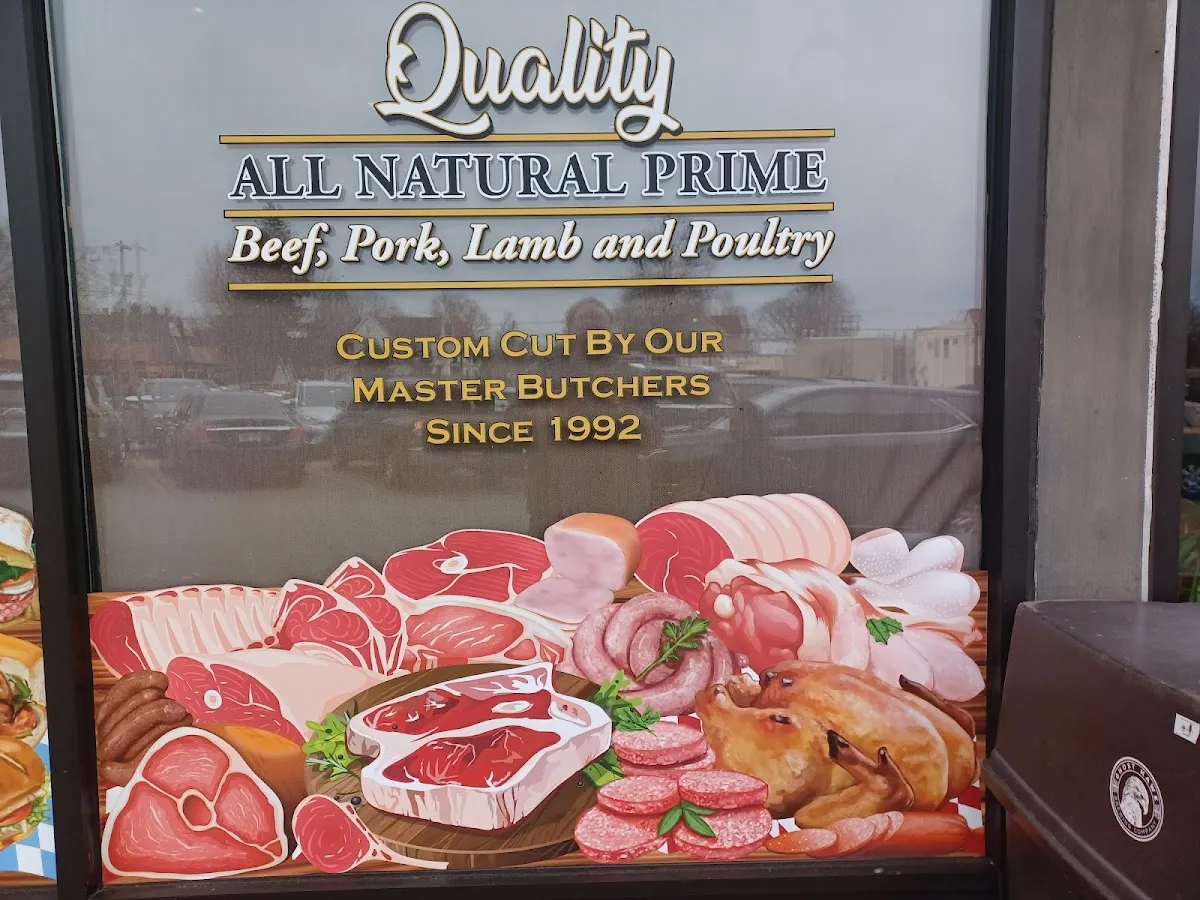 Quality
ALL NATURAL PRIME
Beef, Pork, Lamb and Poultry
CUSTOM CUT BY OUR
MASTER BUTCHERS
SINCE 1992